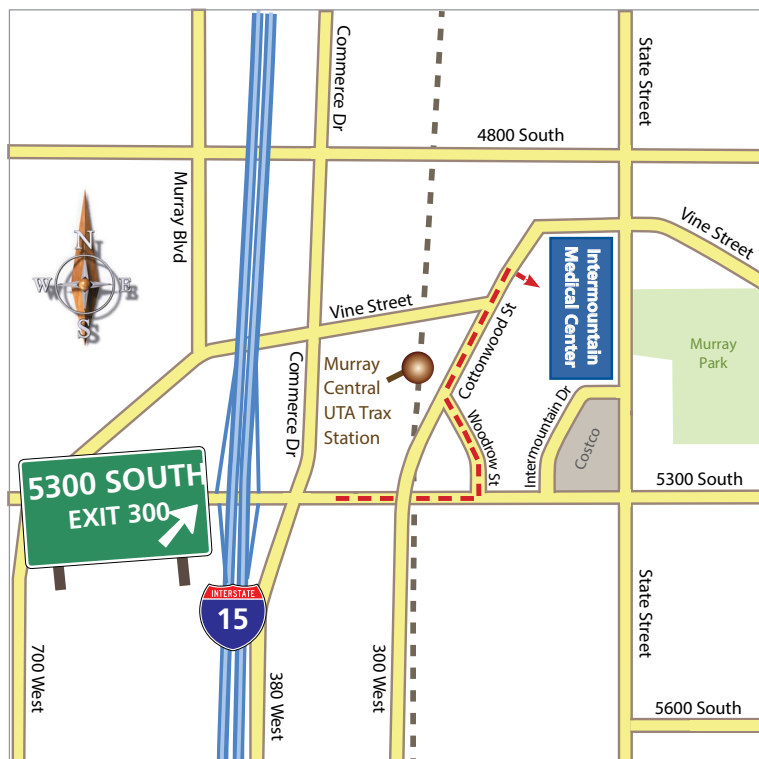 Commerce Dr
State Street
4800 South
Murray Blvd
N
W
E
S
Vine Street
Intermountain
Medical Center
Vine Street
Cottonwood St
Commerce Dr
Murray
Central
UTA Trax
Station
Murray
Park
Woodrow St
Intermountain Dr
Costco
5300 SOUTH
EXIT 300
5300 South
INTERSTATE
15
State Street
700 West
380 West
300 West
5600 South